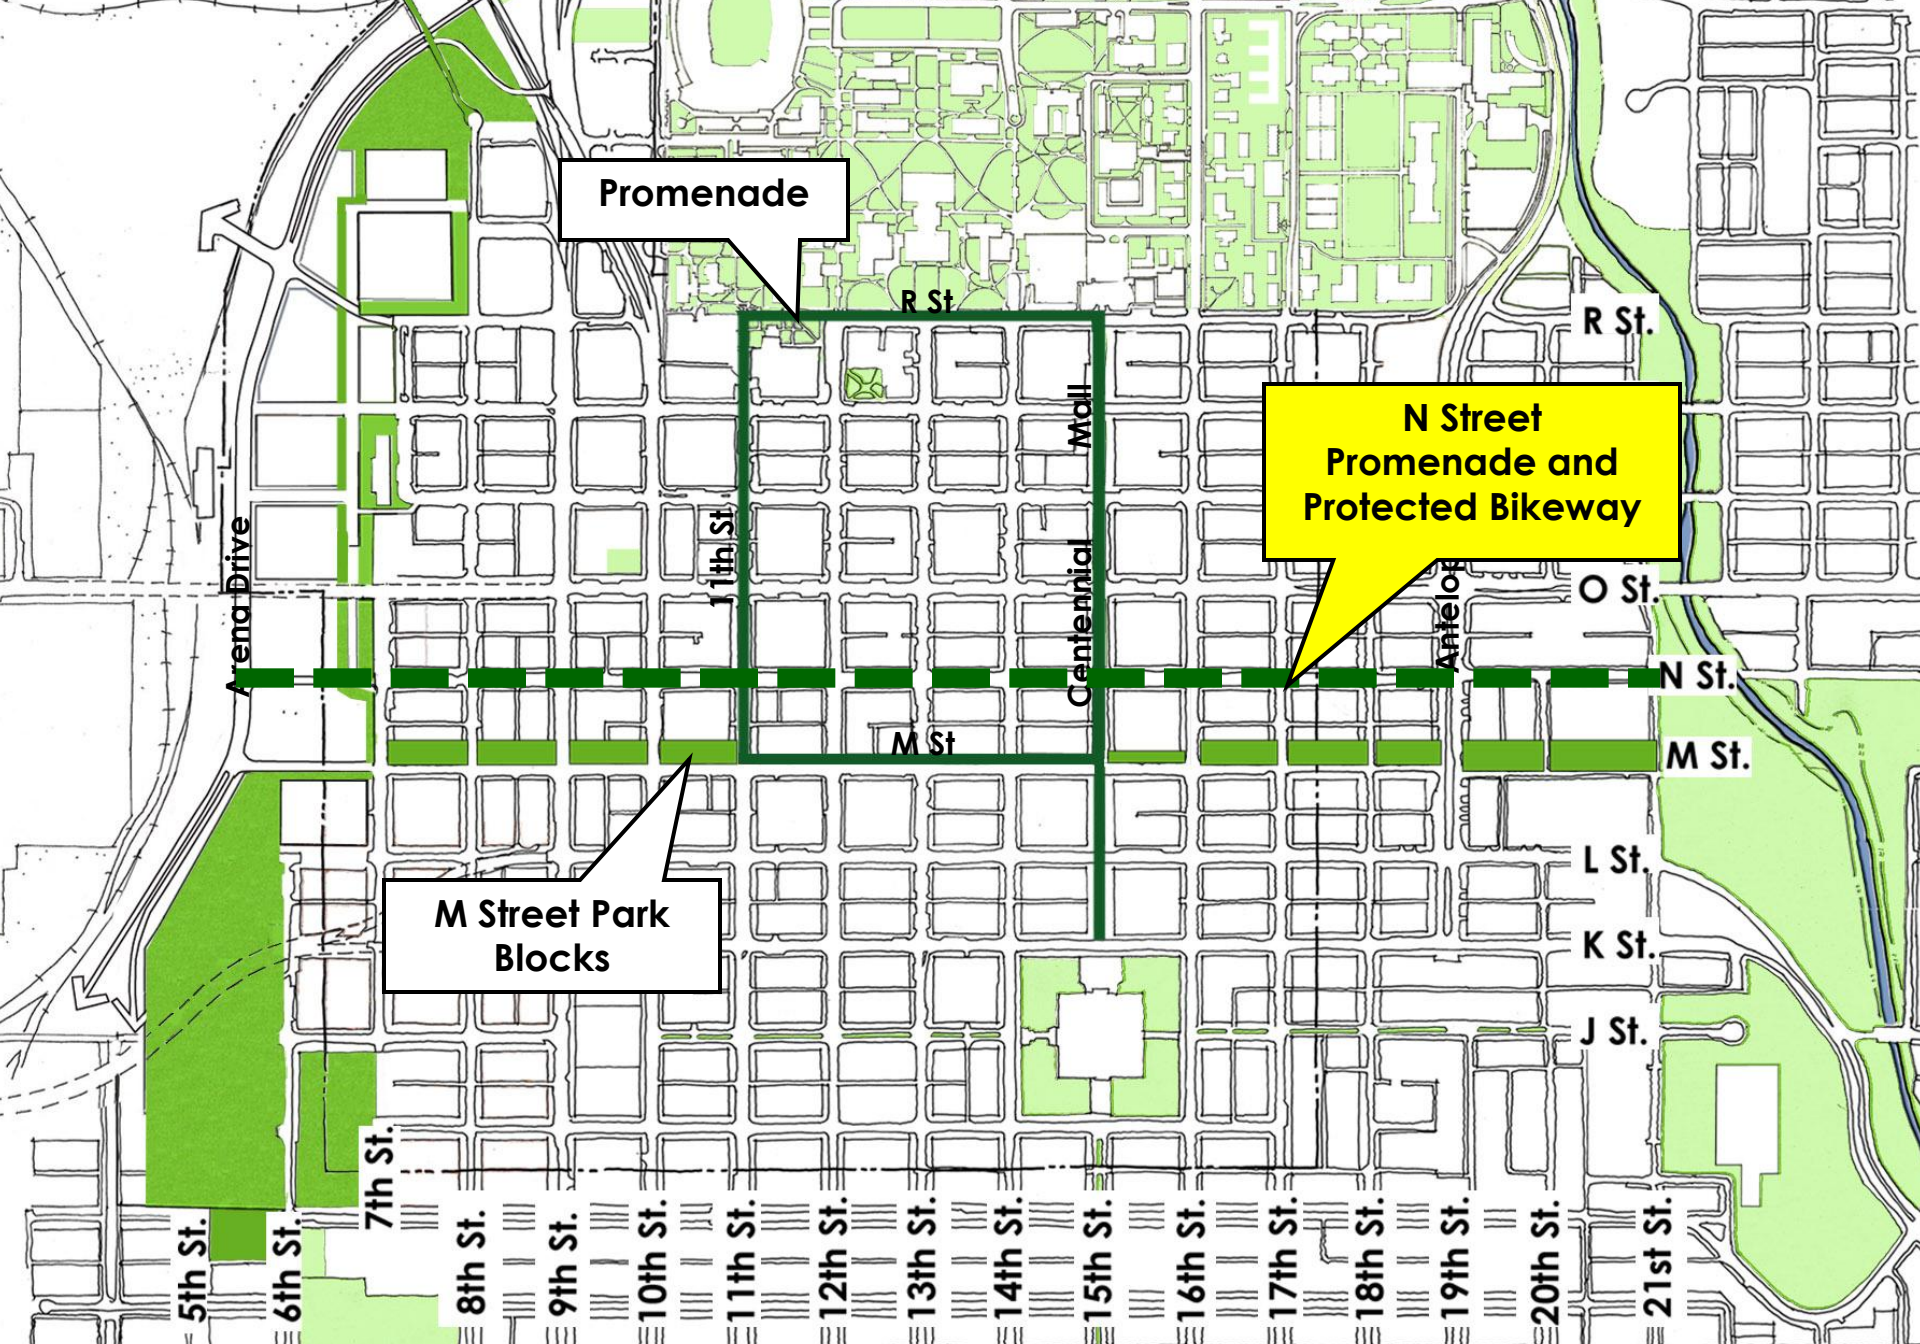 Promenade
R St
R St.
Mall
N Street
Promenade and
Protected Bikeway
11th St.
Arena Drive
Centennial
Antelop
O St.
N St.
M St
M St.
L St.
M Street Park
Blocks
K St.
J St.
5th St.
6th St.
7th St.
8th St.
9th St.
10th St.
11th St.
12th St.
13th St.
14th St.
15th St.
16th St.
17th St.
18th St.
19th St.
20th St.
21st St.